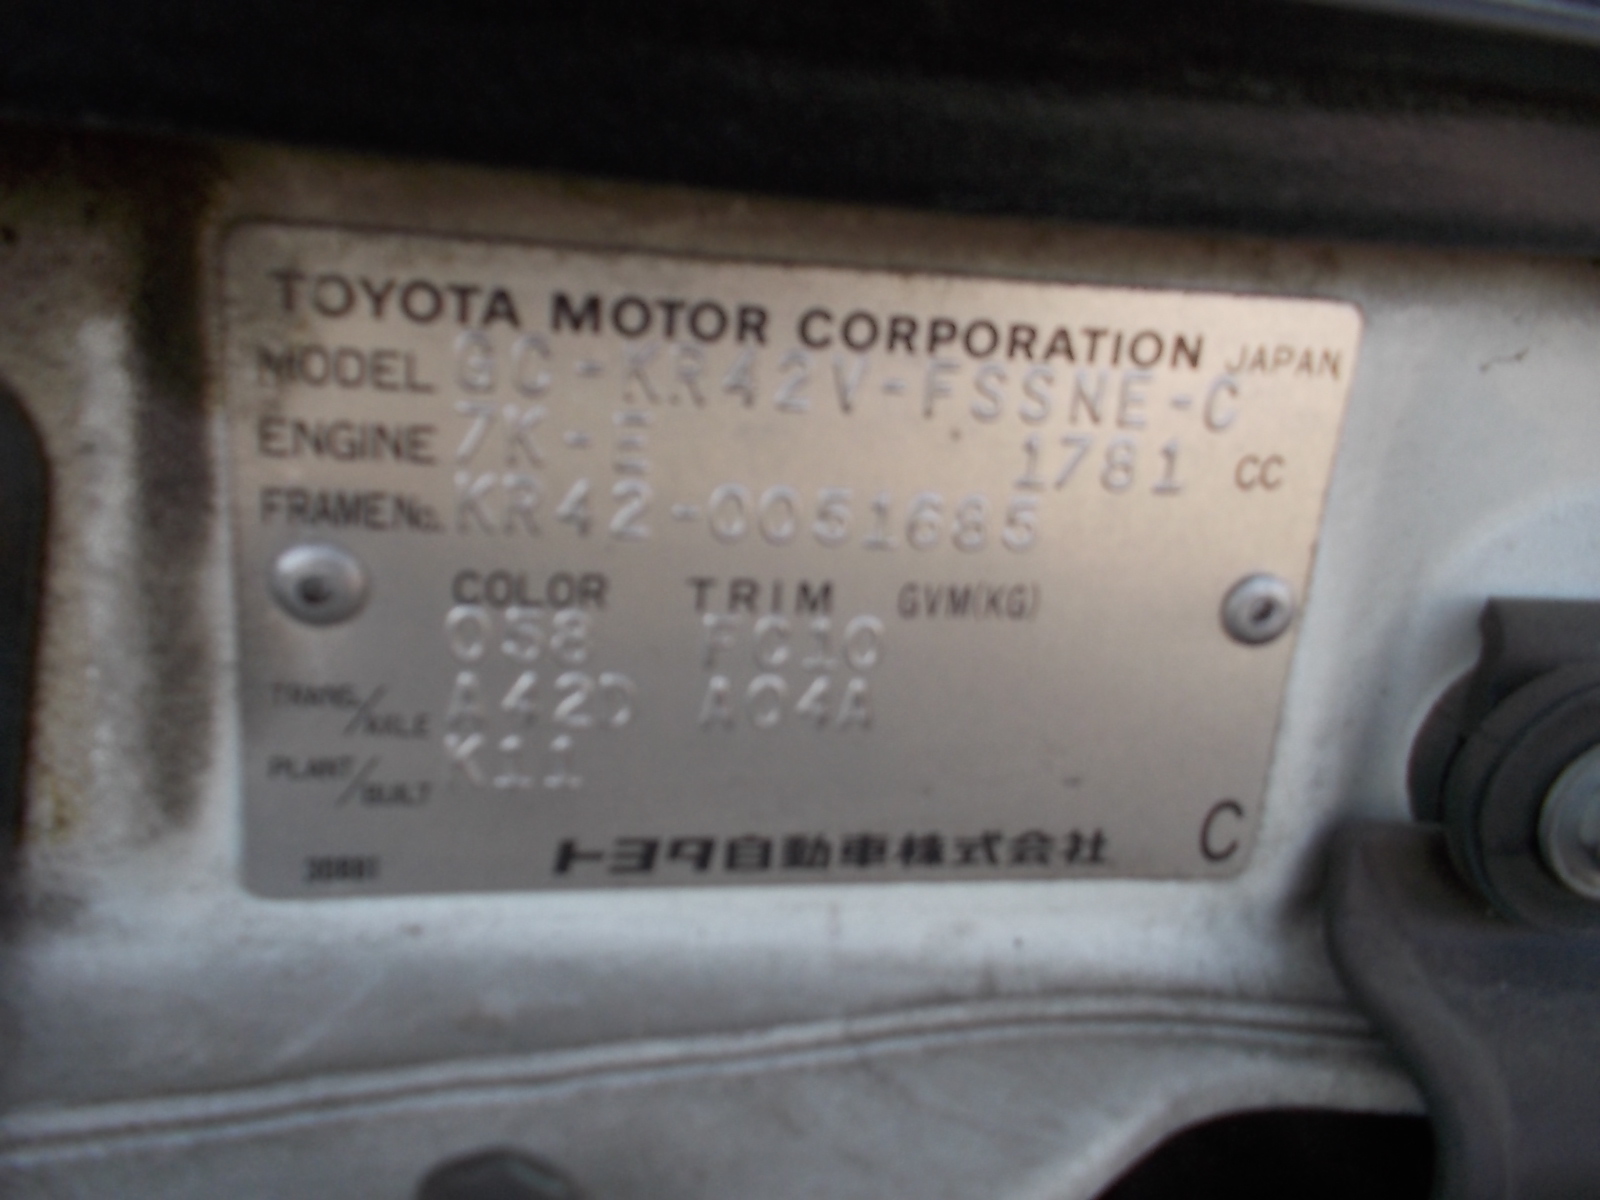 TOYOTA MOTOR CORPORATION JAPAN
MODEL GC-KR42V-FSSNE-C
ENGINE 7K-E 1781 CC
FRAME No. KR42-0051685
COLOR TRIM GVM(KG)
058 FG10
TRANS/AXLE A42D A04A
PLANT/BUILT K11
トヨタ自動車株式会社 C